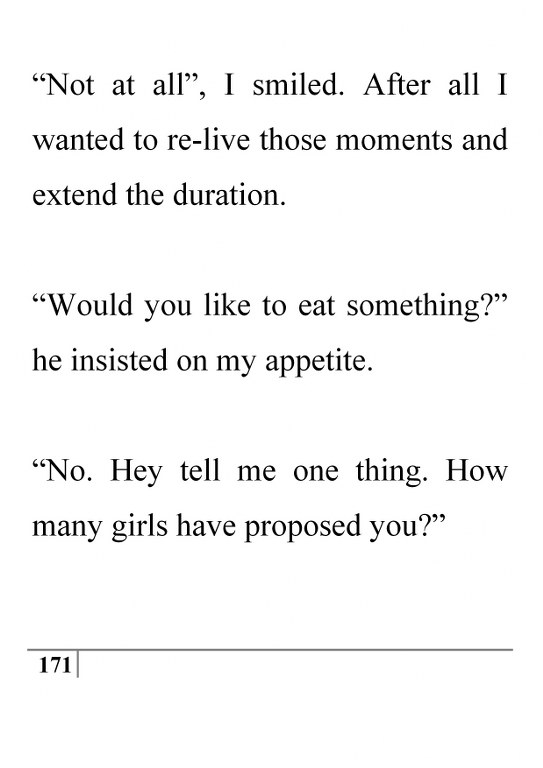 “Not at all”, I smiled. After all I
wanted to re-live those moments and
extend the duration.
“Would you like to eat something?”
he insisted on my appetite.
“No. Hey tell me one thing. How
many girls have proposed you?”
171